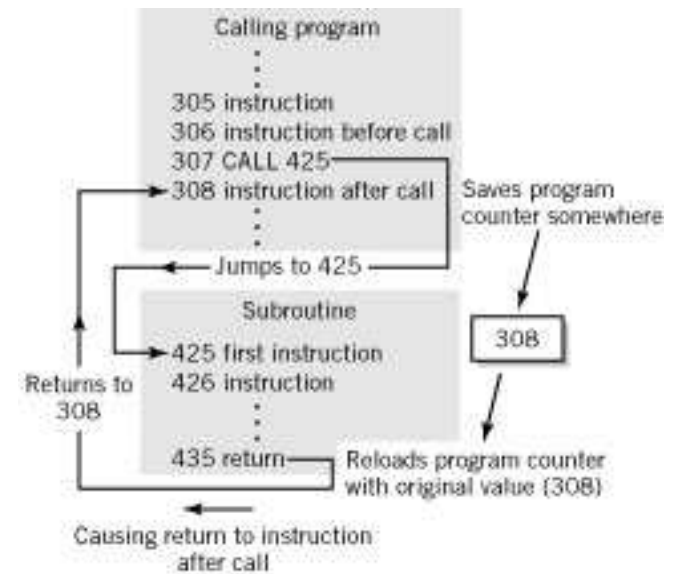 Calling program
305 instruction
306 instruction before call
307 CALL 425
308 instruction after call
Saves program
counter somewhere
Jumps to 425
Subroutine
308
425 first instruction
426 instruction
Returns to
308
435 return
Reloads program counter
with original value (308)
Causing return to instruction
after call